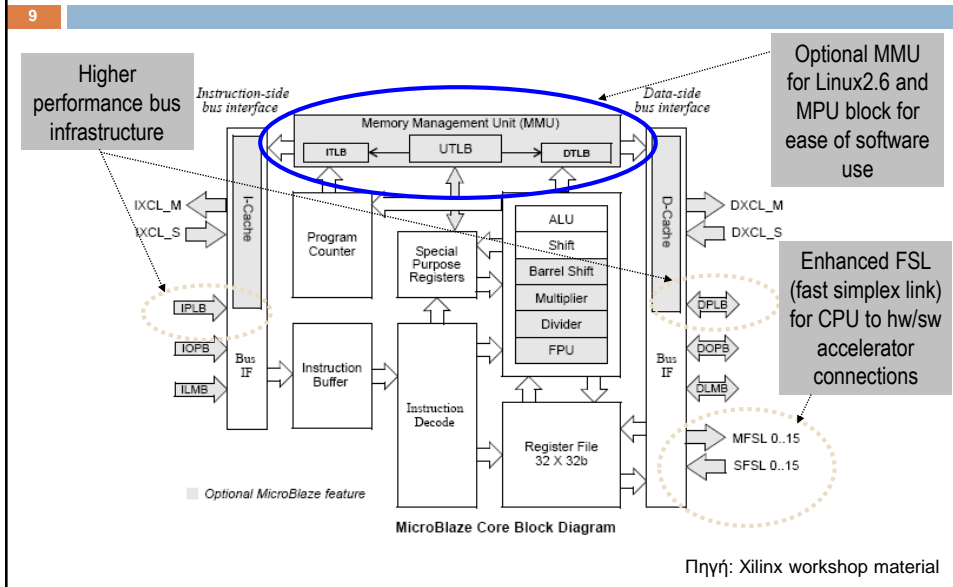 9
Higher
performance bus
infrastructure
Optional MMU
for Linux2.6 and
MPU block for
ease of software
use
Instruction-side
bus interface
Data-side
bus interface
Memory Management Unit (MMU)
ITLB
UTLB
DTLB
I-Cache
D-Cache
IXCL_M
IXCL_S
DXCL_M
DXCL_S
Program
Counter
Special
Purpose
Registers
ALU
Shift
Barrel Shift
Multiplier
Divider
FPU
Enhanced FSL
(fast simplex link)
for CPU to hw/sw
accelerator
connections
IPLB
IOPB
ILMB
Bus
IF
Instruction
Buffer
Instruction
Decode
Register File
32 X 32b
Bus
IF
DPLB
DOPB
DLMB
MFSL 0..15
SFSL 0..15
Optional MicroBlaze feature
MicroBlaze Core Block Diagram
Πηγή: Xilinx workshop material